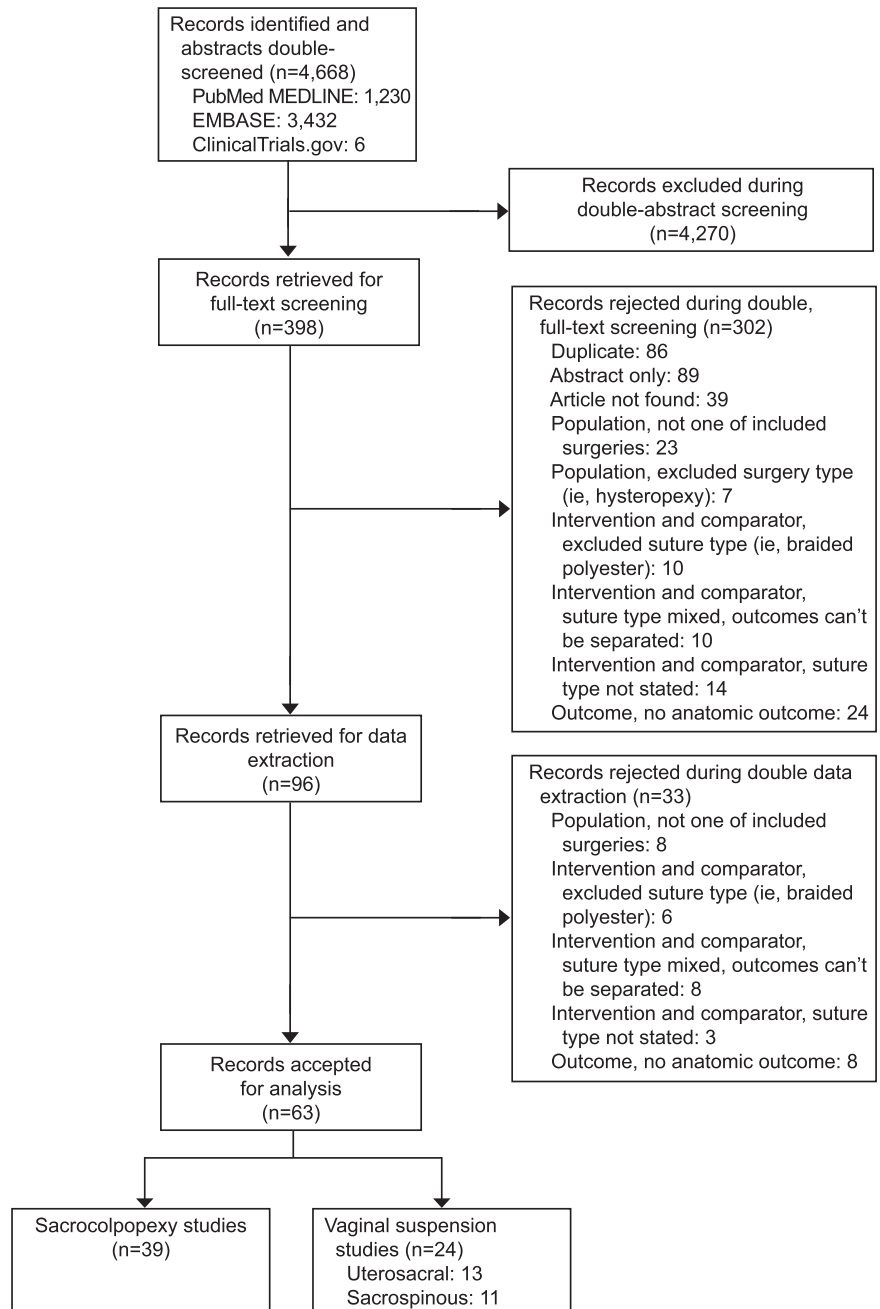 Records identified and
abstracts double-
screened (n=4,668)
PubMed MEDLINE: 1,230
EMBASE: 3,432
ClinicalTrials.gov: 6
Records excluded during
double-abstract screening
(n=4,270)
Records retrieved for
full-text screening
(n=398)
Records rejected during double,
full-text screening (n=302)
Duplicate: 86
Abstract only: 89
Article not found: 39
Population, not one of included
surgeries: 23
Population, excluded surgery type
(ie, hysteropexy): 7
Intervention and comparator,
excluded suture type (ie, braided
polyester): 10
Intervention and comparator,
suture type mixed, outcomes can’t
be separated: 10
Intervention and comparator, suture
type not stated: 14
Outcome, no anatomic outcome: 24
Records retrieved for data
extraction
(n=96)
Records rejected during double data
extraction (n=33)
Population, not one of included
surgeries: 8
Intervention and comparator,
excluded suture type (ie, braided
polyester): 6
Intervention and comparator,
suture type mixed, outcomes can’t
be separated: 8
Intervention and comparator, suture
type not stated: 3
Outcome, no anatomic outcome: 8
Records accepted
for analysis
(n=63)
Sacrocolpopexy studies
(n=39)
Vaginal suspension
studies (n=24)
Uterosacral: 13
Sacrospinous: 11